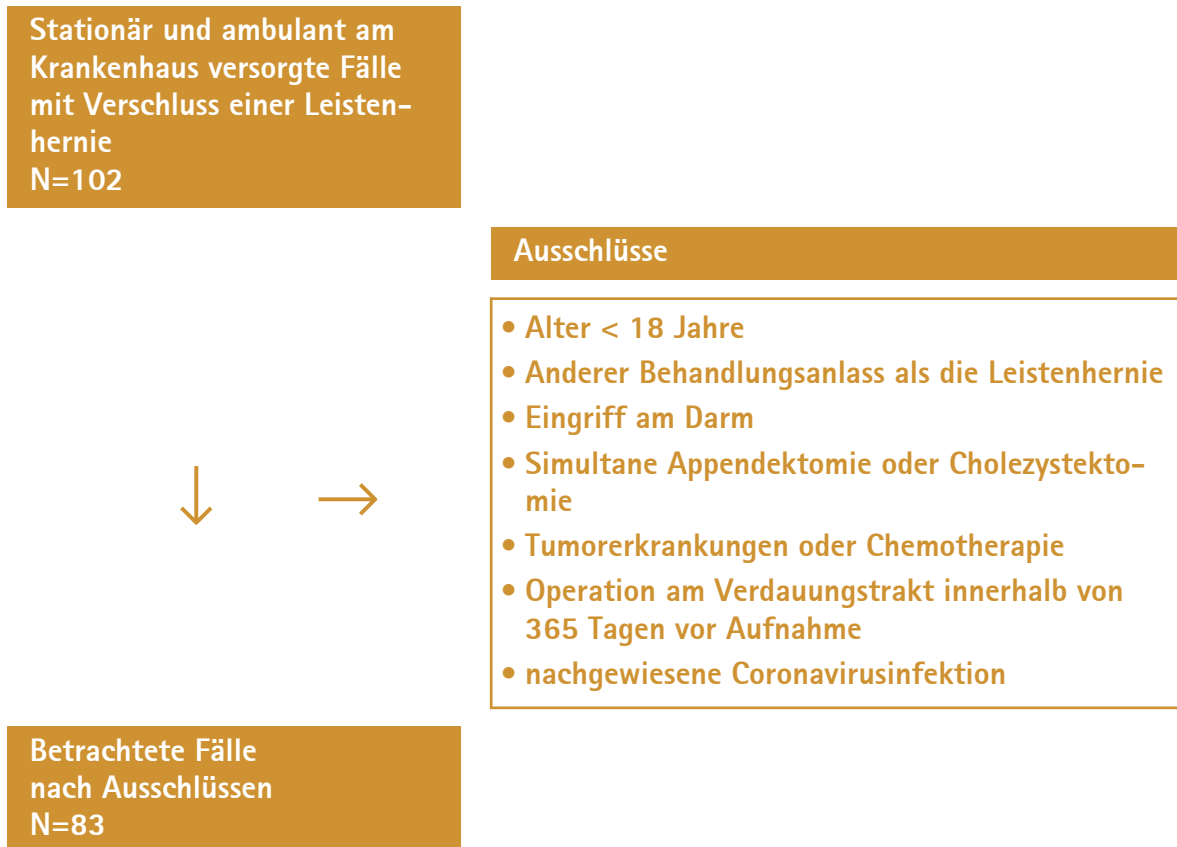 Stationär und ambulant am
Krankenhaus versorgte Fälle
mit Verschluss einer Leisten-
hernie
N=102
Ausschlüsse
• Alter < 18 Jahre
• Anderer Behandlungsanlass als die Leistenhernie
• Eingriff am Darm
• Simultane Appendektomie oder Cholezystekto-
mie
• Tumorerkrankungen oder Chemotherapie
• Operation am Verdauungstrakt innerhalb von
365 Tagen vor Aufnahme
• nachgewiesene Coronavirusinfektion
Betrachtete Fälle
nach Ausschlüssen
N=83